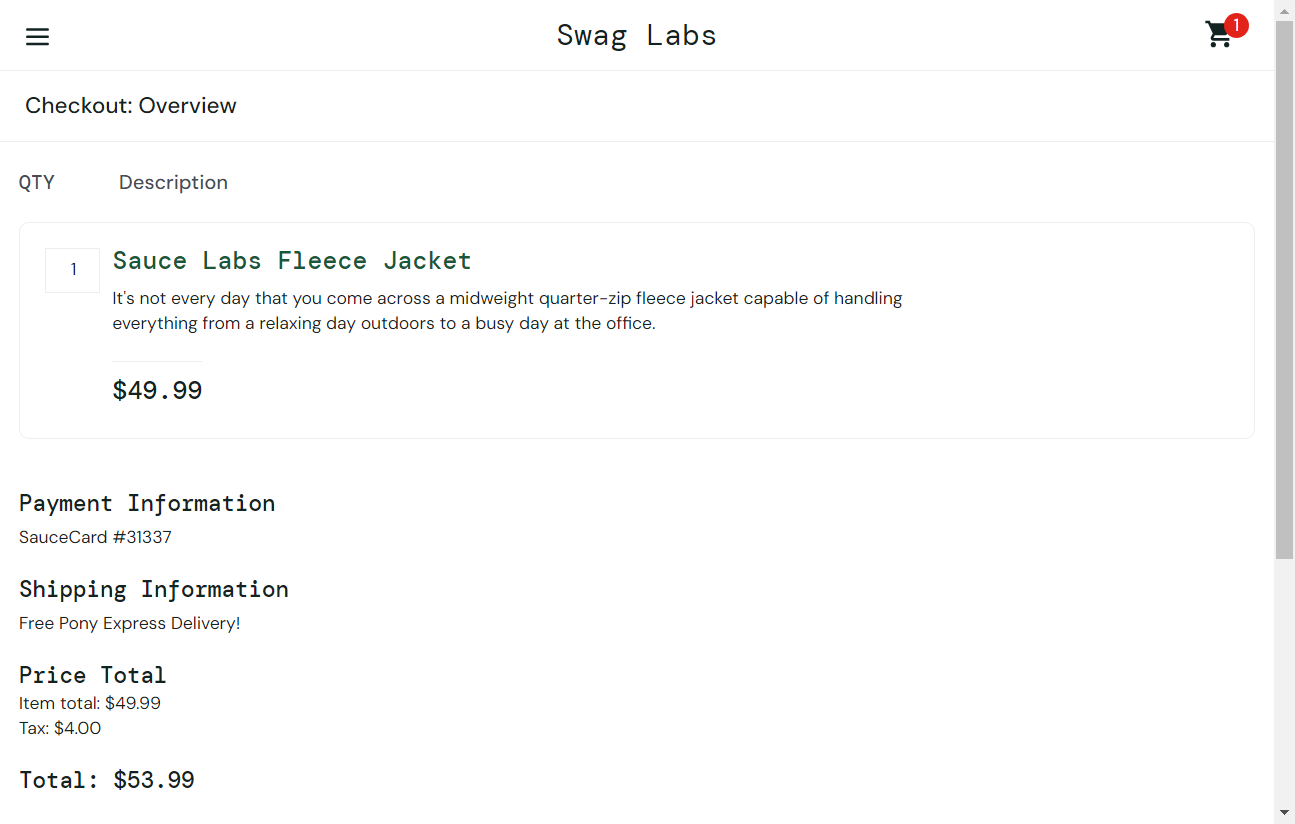 Swag Labs
1
Checkout: Overview
QTY Description
1
Sauce Labs Fleece Jacket
It's not every day that you come across a midweight quarter-zip fleece jacket capable of handling
everything from a relaxing day outdoors to a busy day at the office.
$49.99
Payment Information
SauceCard #31337
Shipping Information
Free Pony Express Delivery!
Price Total
Item total: $49.99
Tax: $4.00
Total: $53.99